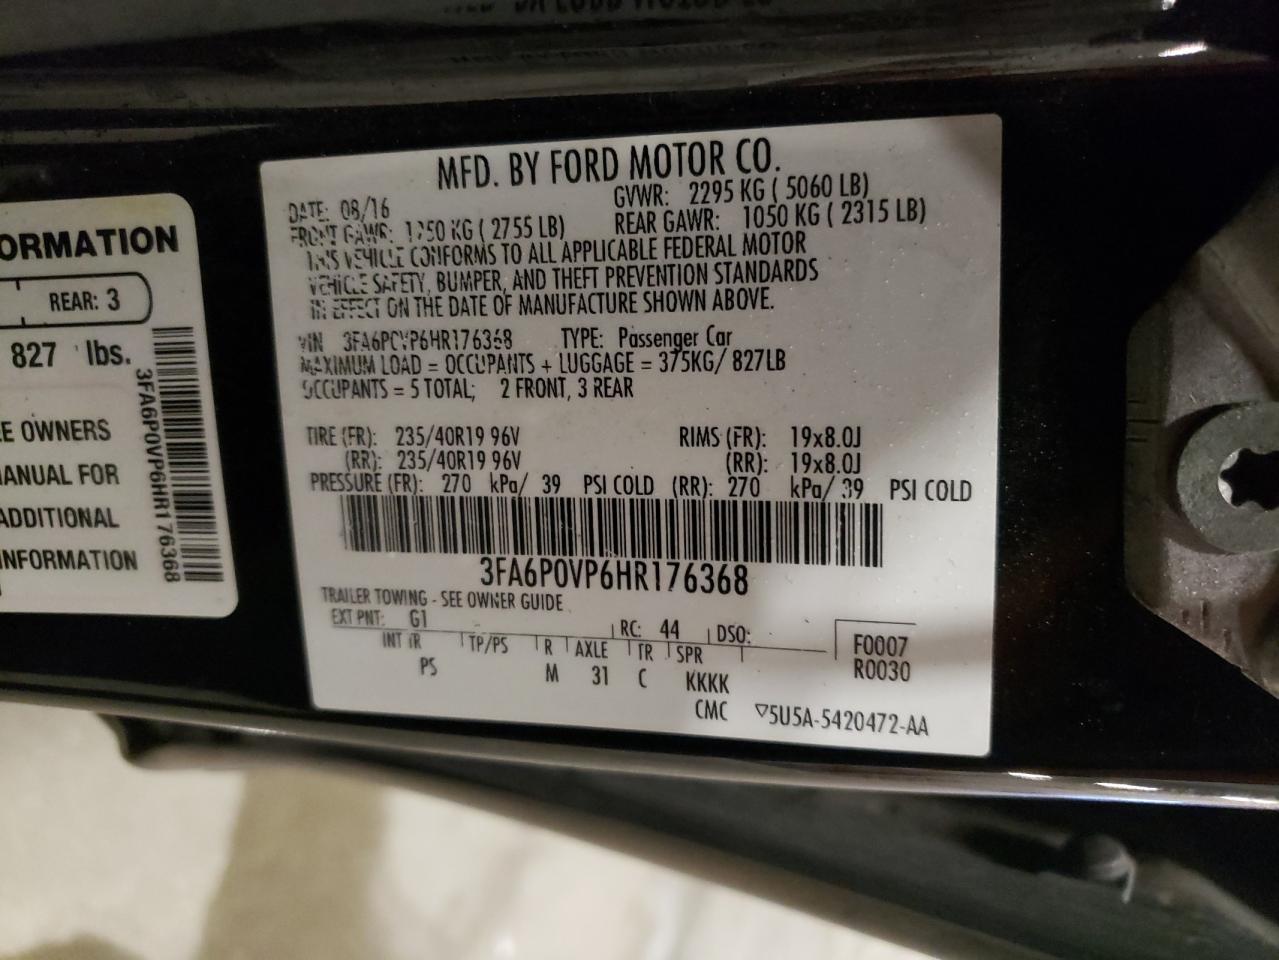 ORMATION
REAR: 3
827 lbs.
3FA6P0VP6HR176368
E OWNERS
ANUAL FOR
ADDITIONAL
INFORMATION
MFD. BY FORD MOTOR CO.
DATE: 08/16
GVWR: 2295 KG ( 5060 LB)
FRONT GAWR: 1250 KG ( 2755 LB)
REAR GAWR: 1050 KG ( 2315 LB)
THIS VEHICLE CONFORMS TO ALL APPLICABLE FEDERAL MOTOR
VEHICLE SAFETY, BUMPER, AND THEFT PREVENTION STANDARDS
IN EFFECT ON THE DATE OF MANUFACTURE SHOWN ABOVE.
VIN 3FA6P0VP6HR176368 TYPE: Passenger Car
MAXIMUM LOAD = OCCUPANTS + LUGGAGE = 375KG/ 827LB
OCCUPANTS = 5 TOTAL; 2 FRONT, 3 REAR
TIRE (FR): 235/40R19 96V RIMS (FR): 19x8.0J
(RR): 235/40R19 96V (RR): 19x8.0J
PRESSURE (FR): 270 kPa/ 39 PSI COLD (RR): 270 kPa/ 39 PSI COLD
3FA6P0VP6HR176368
TRAILER TOWING - SEE OWNER GUIDE
EXT PNT: G1 RC: 44 DSO:
INT TR TP/PS R AXLE TR SPR
PS M 31 C KKKK
F0007
R0030
CMC ▽5U5A-5420472-AA